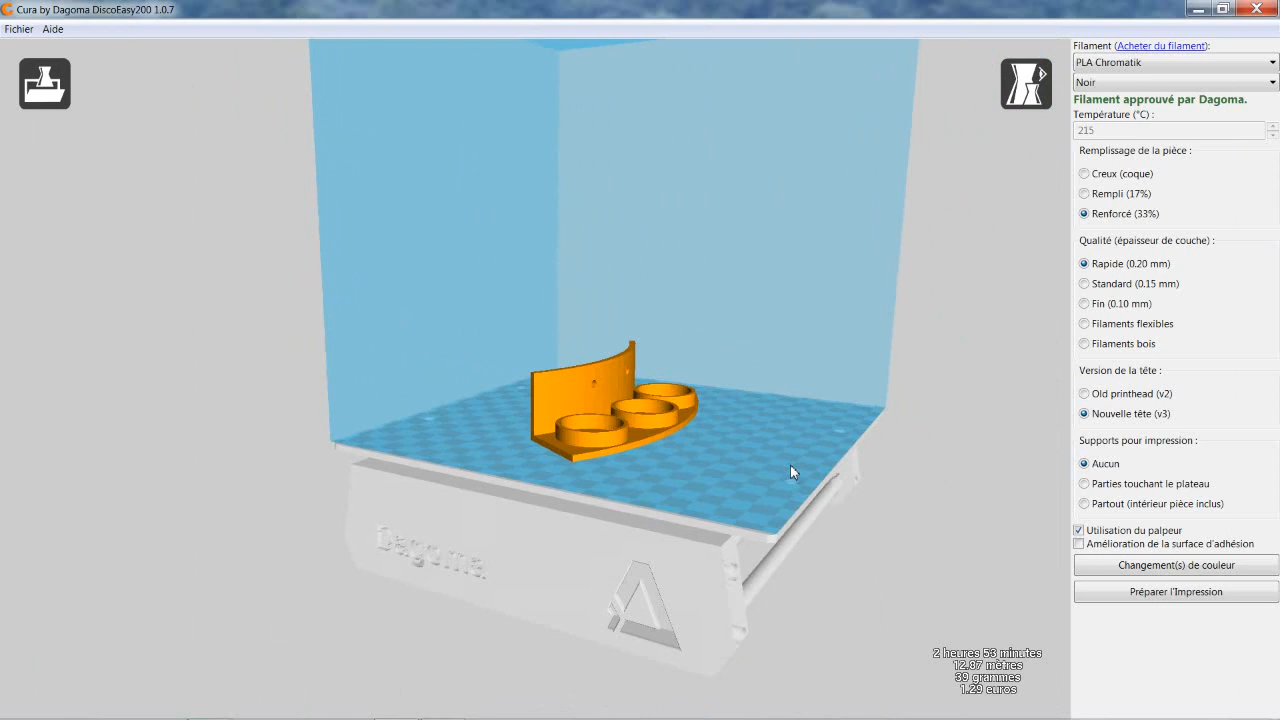 Cura by Dagoma DiscoEasy200 1.0.7
Fichier Aide
Filament (Acheter du filament):
PLA Chromatik
Noir
Filament approuvé par Dagoma.
Température (°C) :
215
Remplissage de la pièce :
Creux (coque)
Rempli (17%)
Renforcé (33%)
Qualité (épaisseur de couche) :
Rapide (0.20 mm)
Standard (0.15 mm)
Fin (0.10 mm)
Filaments flexibles
Filaments bois
Version de la tête :
Old printhead (v2)
Nouvelle tête (v3)
Supports pour impression :
Aucun
Parties touchant le plateau
Partout (intérieur pièce inclus)
Utilisation du palpeur
Amélioration de la surface d'adhésion
Changement(s) de couleur
Préparer l'Impression
Dagoma
2 heures 53 minutes
12.87 mètres
39 grammes
1.29 euros